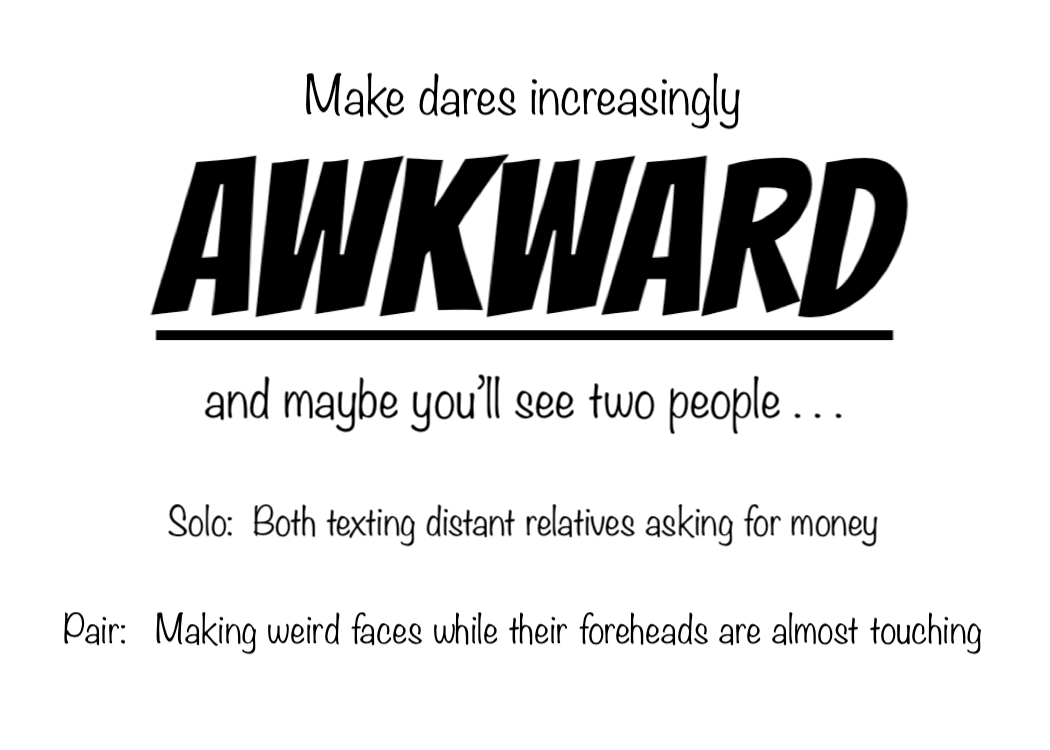 Make dares increasingly
AWKWARD
and maybe you’ll see two people . . .
Solo: Both texting distant relatives asking for money
Pair: Making weird faces while their foreheads are almost touching